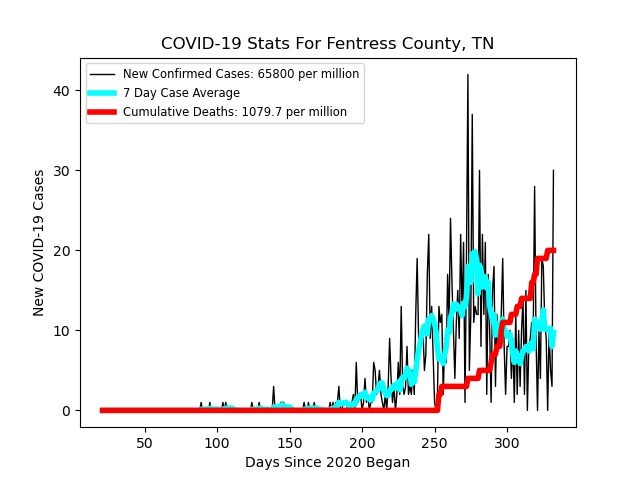 COVID-19 Stats For Fentress County, TN
New Confirmed Cases: 65800 per million
7 Day Case Average
Cumulative Deaths: 1079.7 per million
New COVID-19 Cases
40
30
20
10
0
50 100 150 200 250 300
Days Since 2020 Began